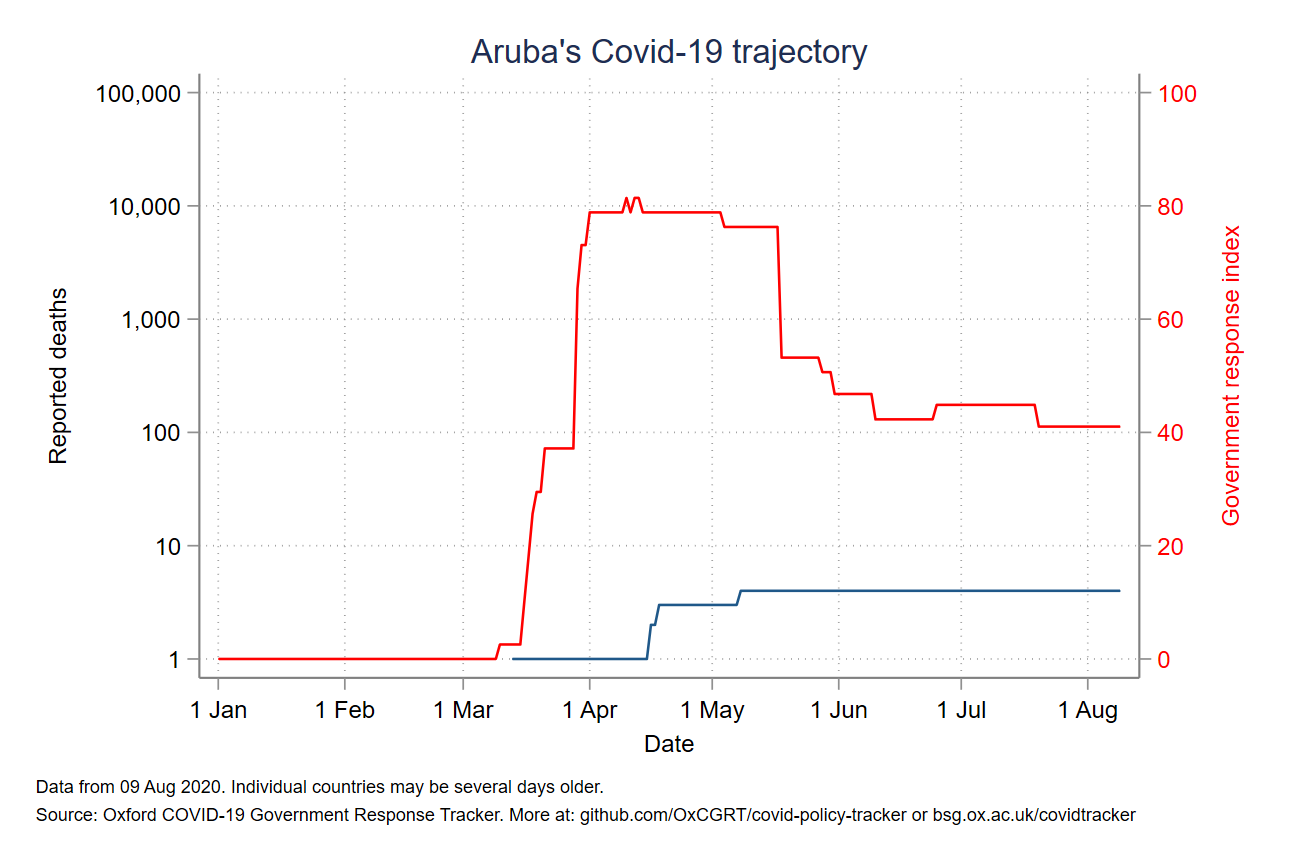 Aruba's Covid-19 trajectory
100,000
10,000
1,000
100
10
1
Reported deaths
100
80
60
40
20
0
Government response index
1 Jan 1 Feb 1 Mar 1 Apr 1 May 1 Jun 1 Jul 1 Aug
Date
Data from 09 Aug 2020. Individual countries may be several days older.
Source: Oxford COVID-19 Government Response Tracker. More at: github.com/OxCGRT/covid-policy-tracker or bsg.ox.ac.uk/covidtracker